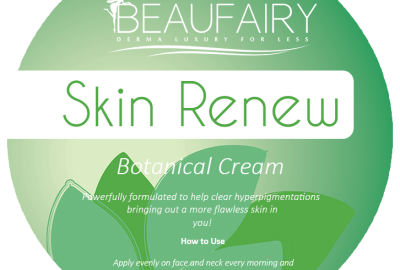 BEAUFAIRY
DERMA LUXURY FOR LESS
Skin Renew
Botanical Cream
Powerfully formulated to help clear hyperpigmentations
bringing out a more flawless skin in
you!
How to Use
Apply evenly on face and neck every morning and